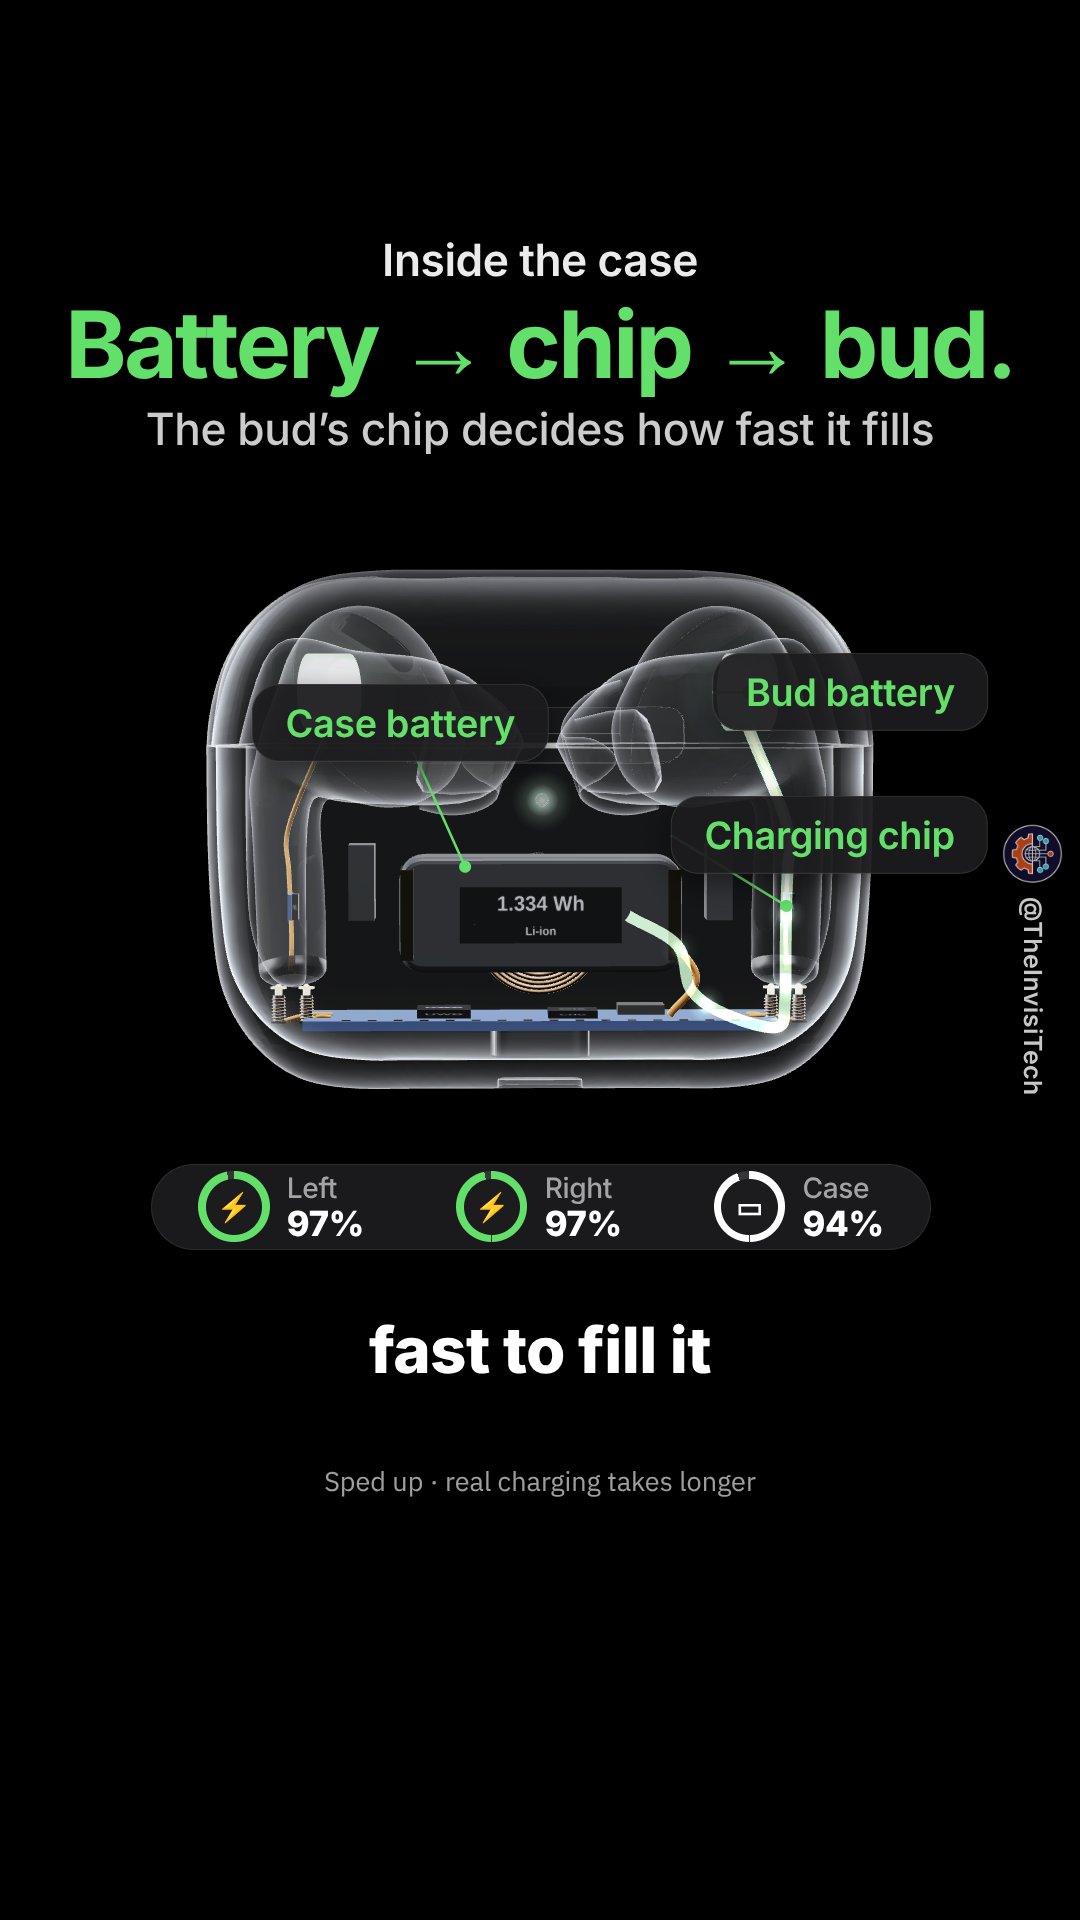 Inside the case
Battery → chip → bud.
The bud’s chip decides how fast it fills
Bud battery
Case battery
Charging chip
1.334 Wh
Li-ion
@TheInvisiTech
Left
97%
Right
97%
Case
94%
fast to fill it
Sped up · real charging takes longer